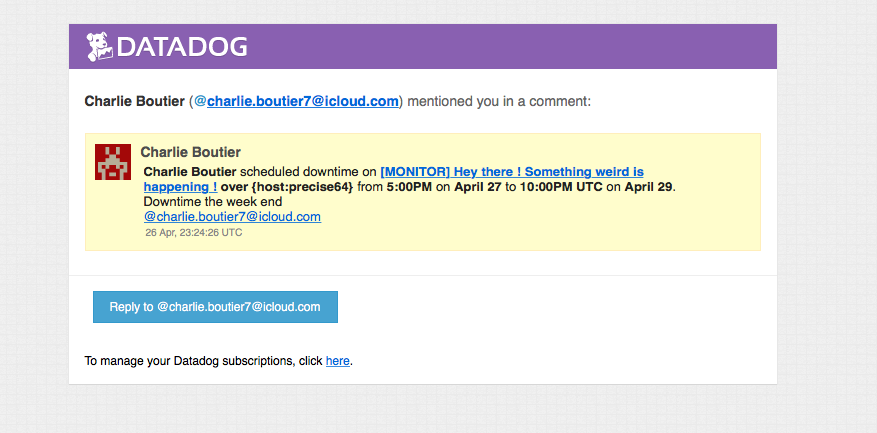 DATADOG
Charlie Boutier (@charlie.boutier7@icloud.com) mentioned you in a comment:
Charlie Boutier
Charlie Boutier scheduled downtime on [MONITOR] Hey there ! Something weird is
happening ! over {host:precise64} from 5:00PM on April 27 to 10:00PM UTC on April 29.
Downtime the week end
@charlie.boutier7@icloud.com
26 Apr, 23:24:26 UTC
Reply to @charlie.boutier7@icloud.com
To manage your Datadog subscriptions, click here.